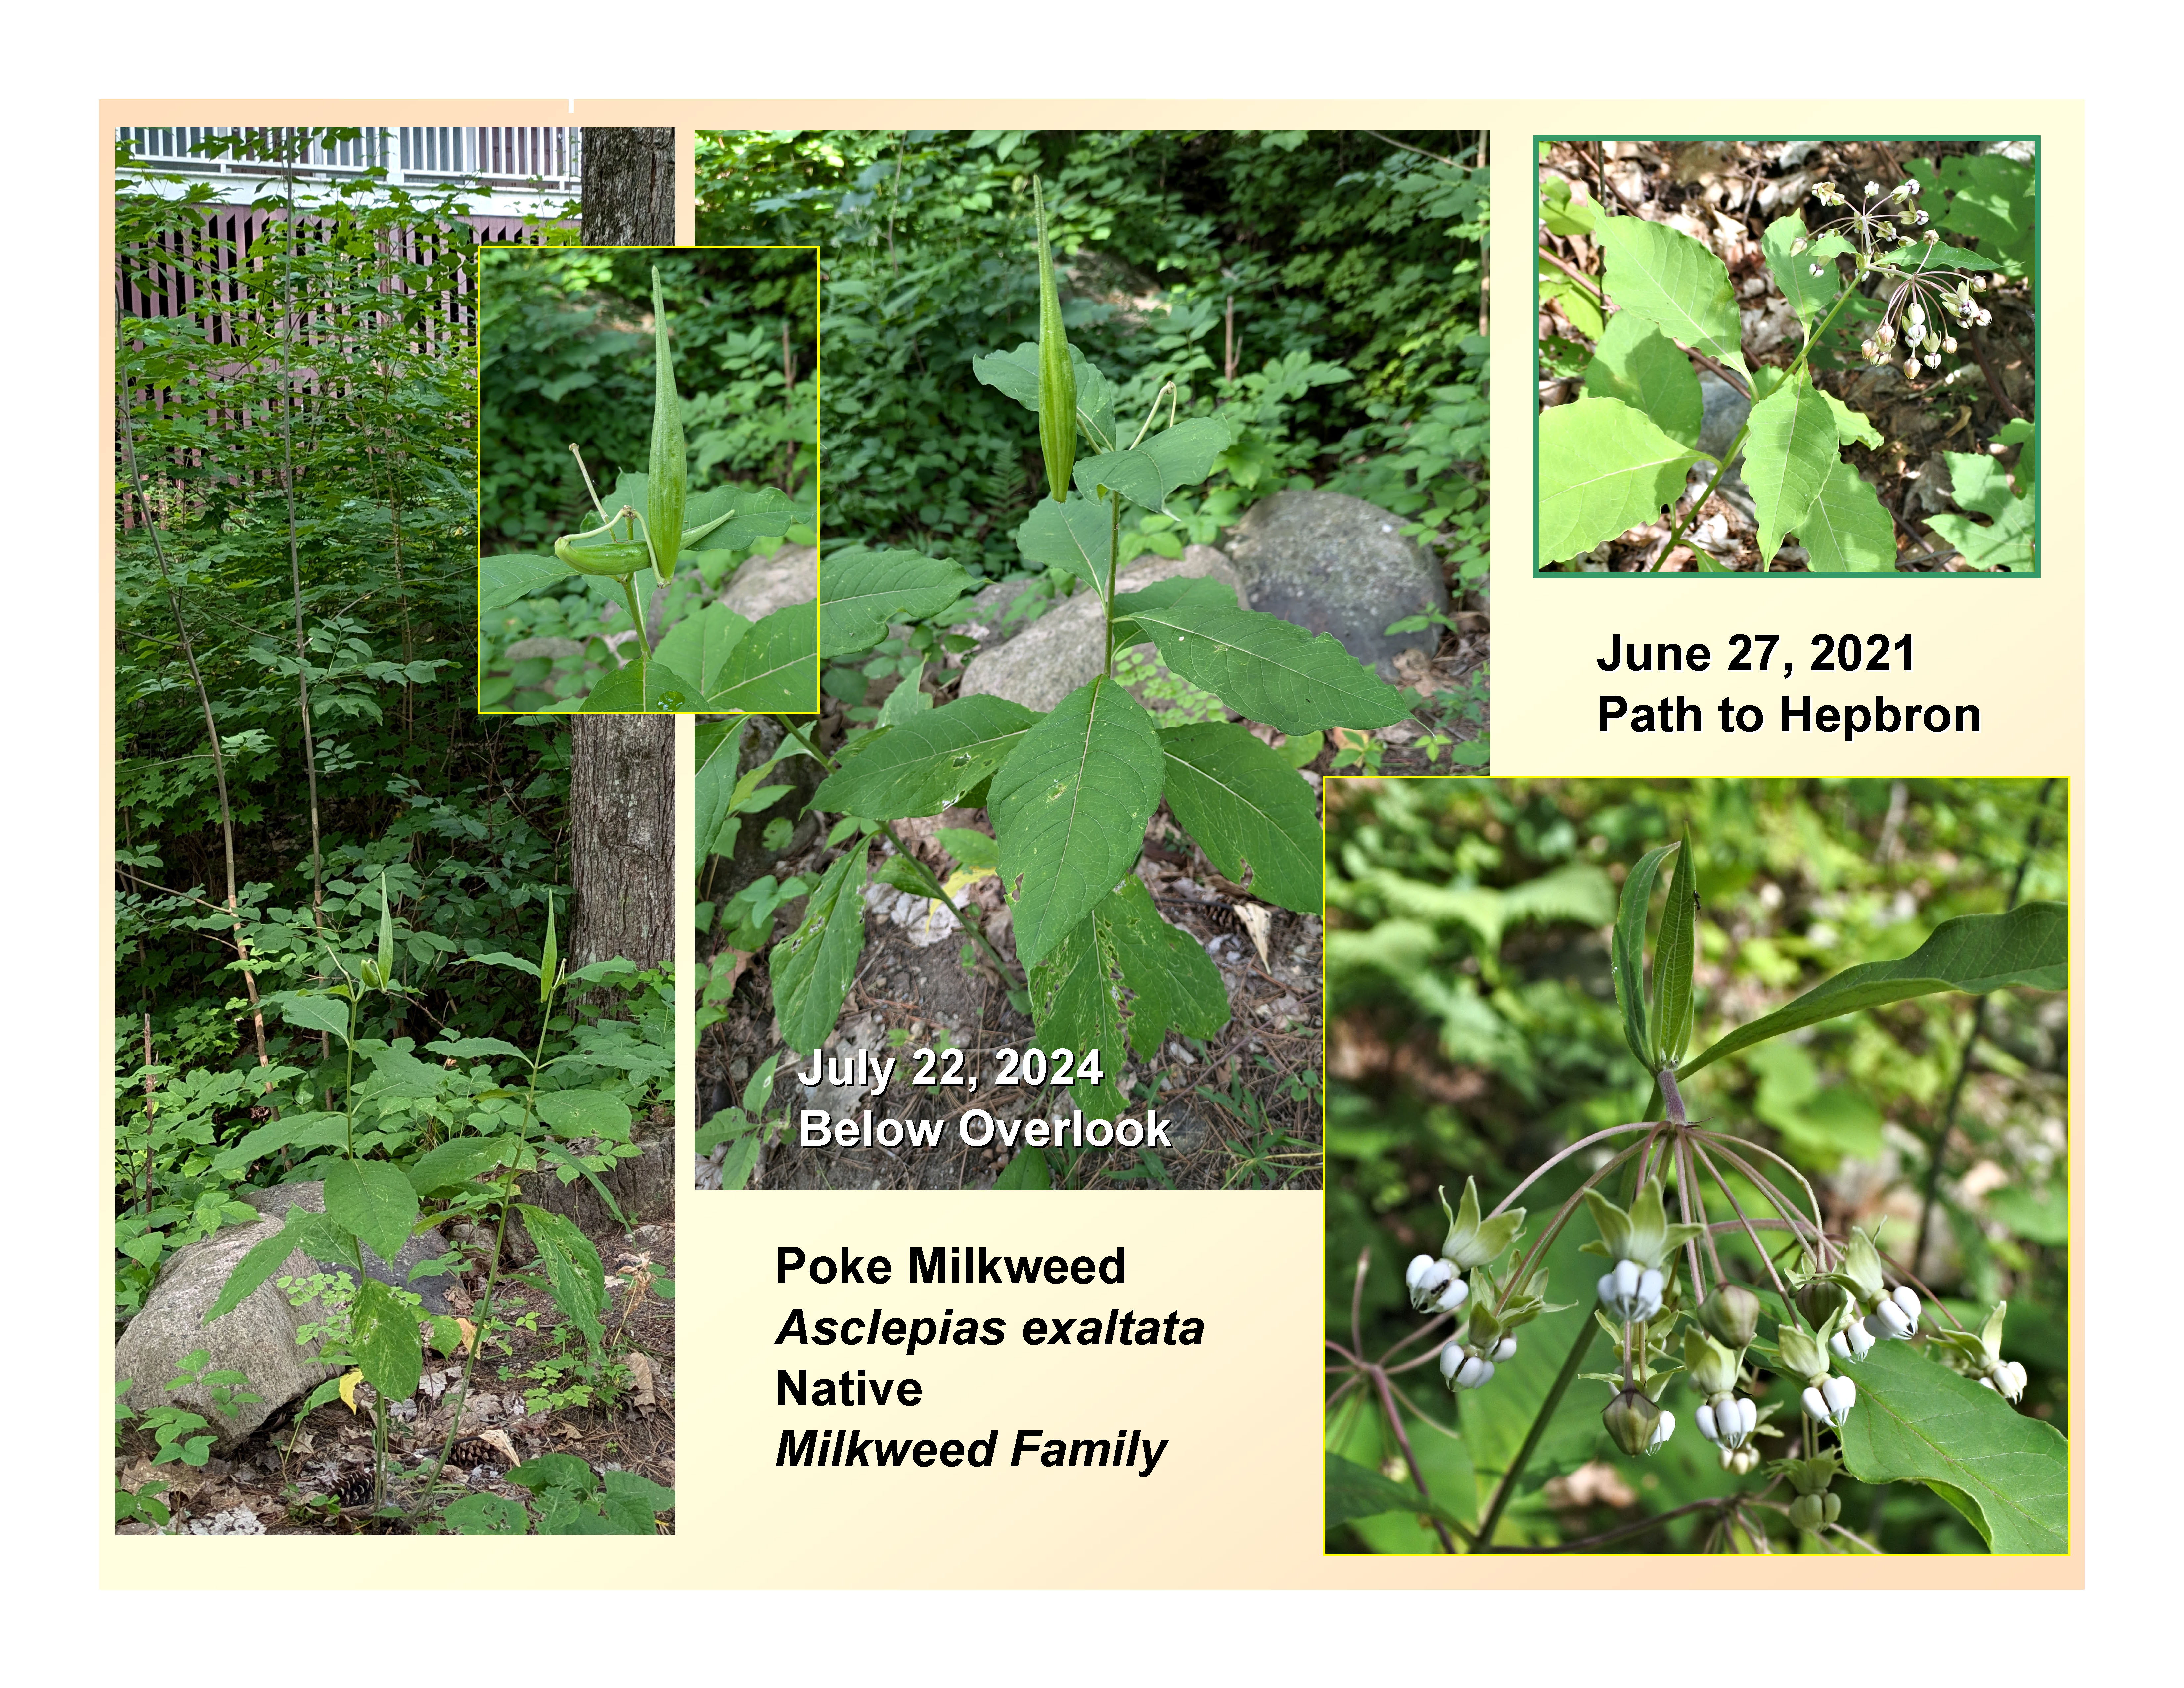 June 27, 2021
Path to Hepbron
July 22, 2024
Below Overlook
Poke Milkweed
Asclepias exaltata
Native
Milkweed Family